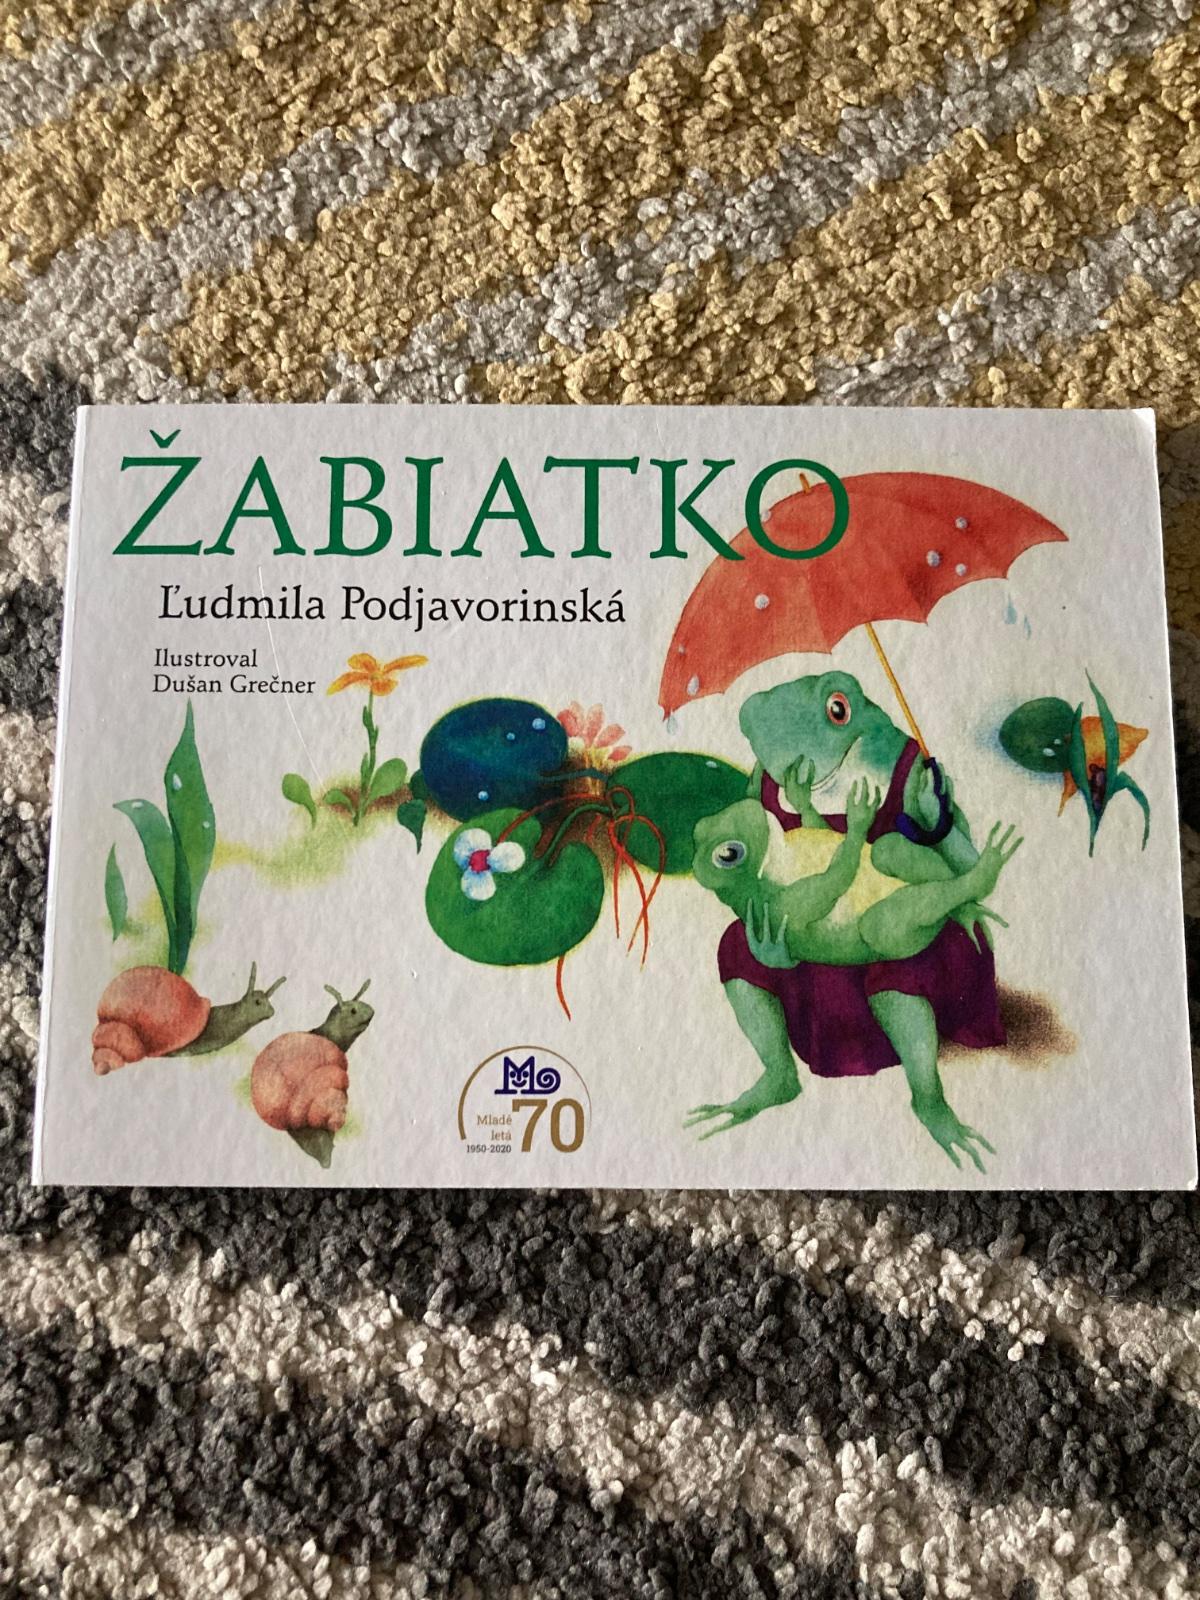 ŽABIATKO
Ľudmila Podjavorinská
Ilustroval
Dušan Grečner
Mladé
letá
1950-2020
70